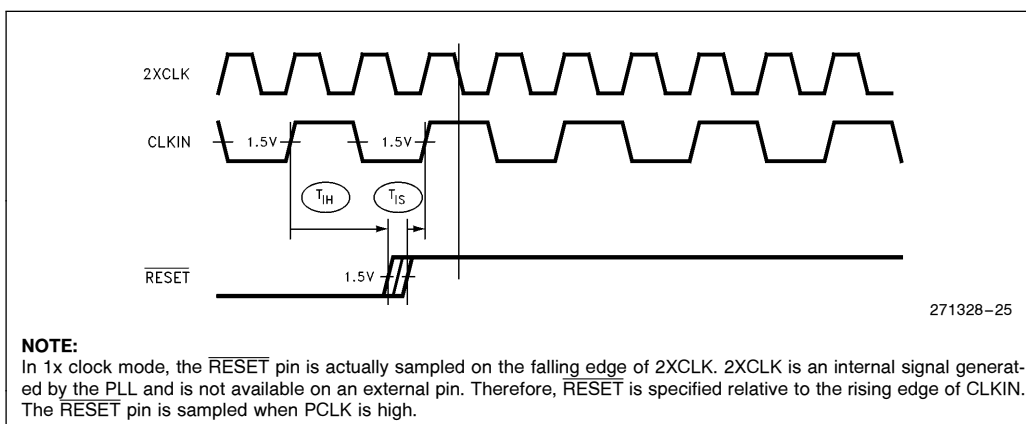 2XCLK
CLKIN
1.5V
1.5V
TIH
TIS
RESET
1.5V
271328–25
NOTE:
In 1x clock mode, the RESET pin is actually sampled on the falling edge of 2XCLK. 2XCLK is an internal signal generat-
ed by the PLL and is not available on an external pin. Therefore, RESET is specified relative to the rising edge of CLKIN.
The RESET pin is sampled when PCLK is high.